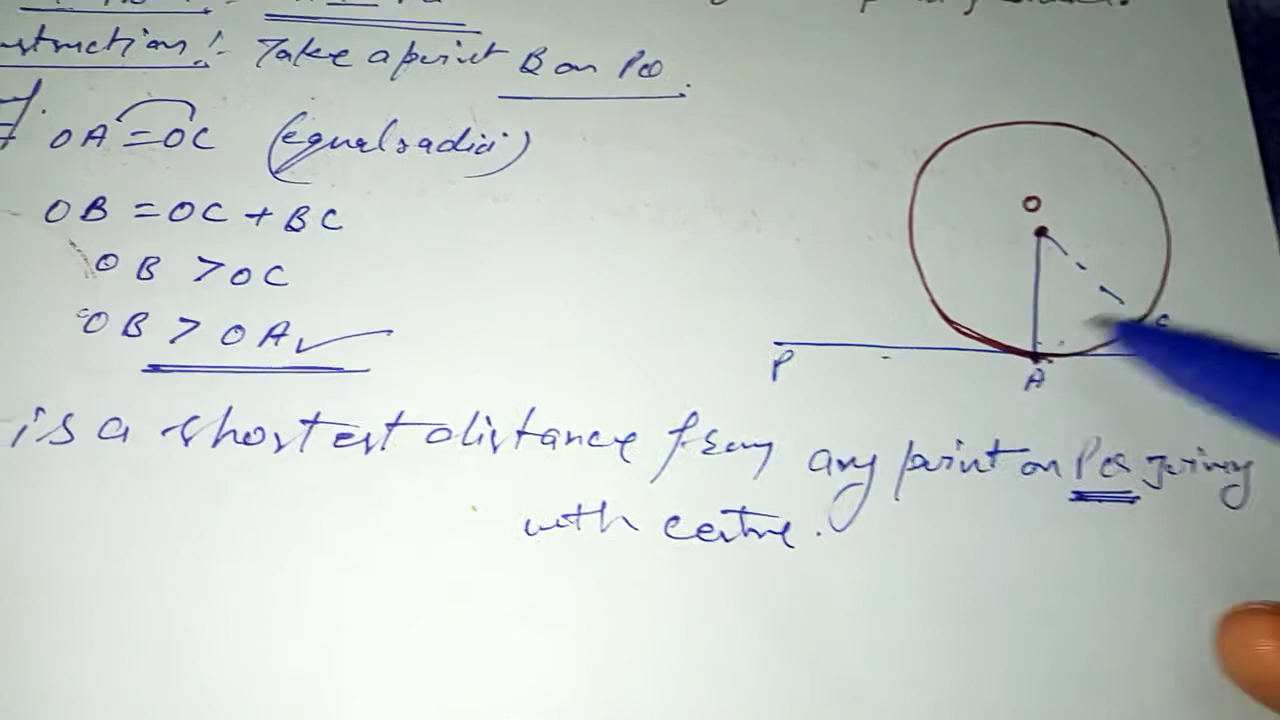 struction :- Take a point B on PQ.
OA = OC (equal radii)
OB = OC + BC
OB > OC
OB > OA
is a shortest distance from any point on PQ joining
with centre.
O
C
P
A